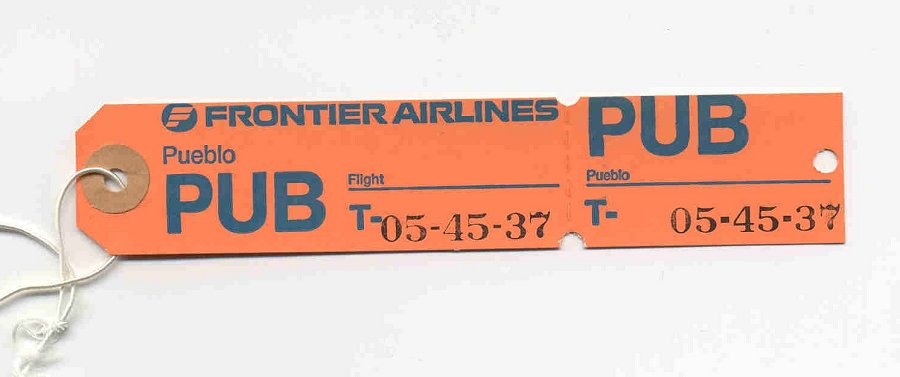 FRONTIER AIRLINES
Pueblo
PUB
Flight
T-05-45-37
PUB
Pueblo
T- 05-45-37